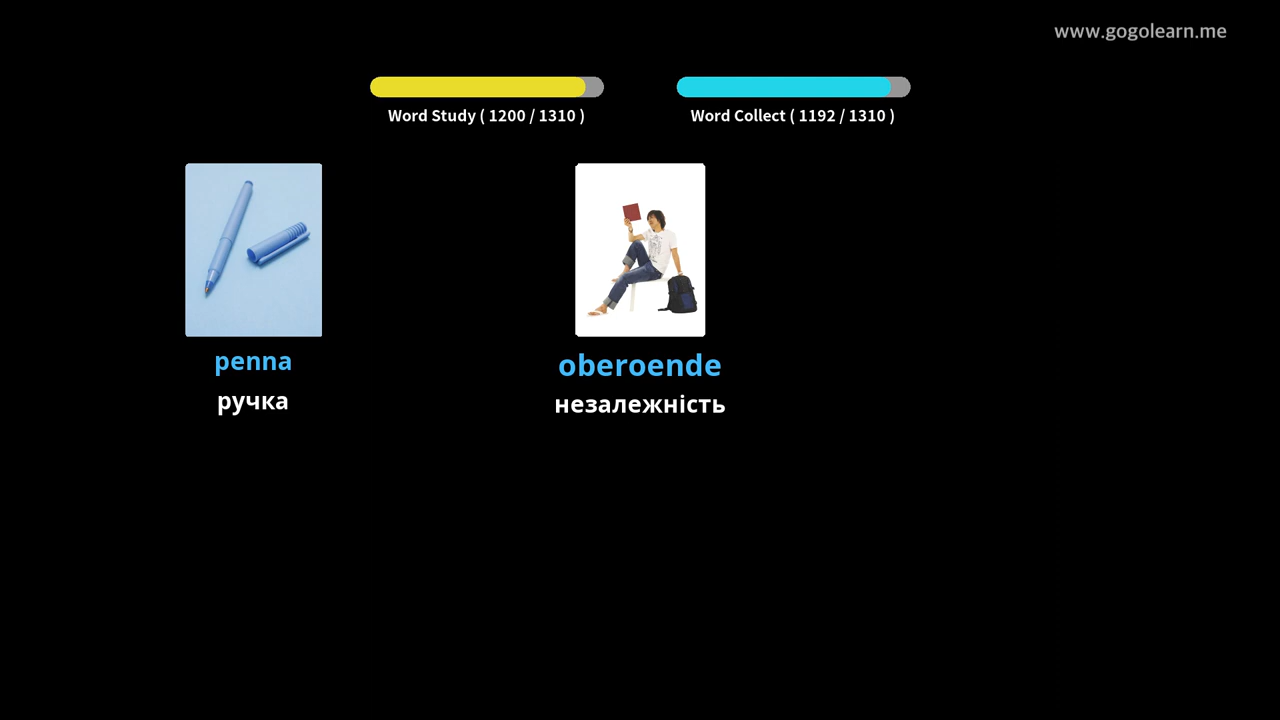 www.gogolearn.me
Word Study ( 1200 / 1310 )
Word Collect ( 1192 / 1310 )
penna
ручка
oberoende
незалежність